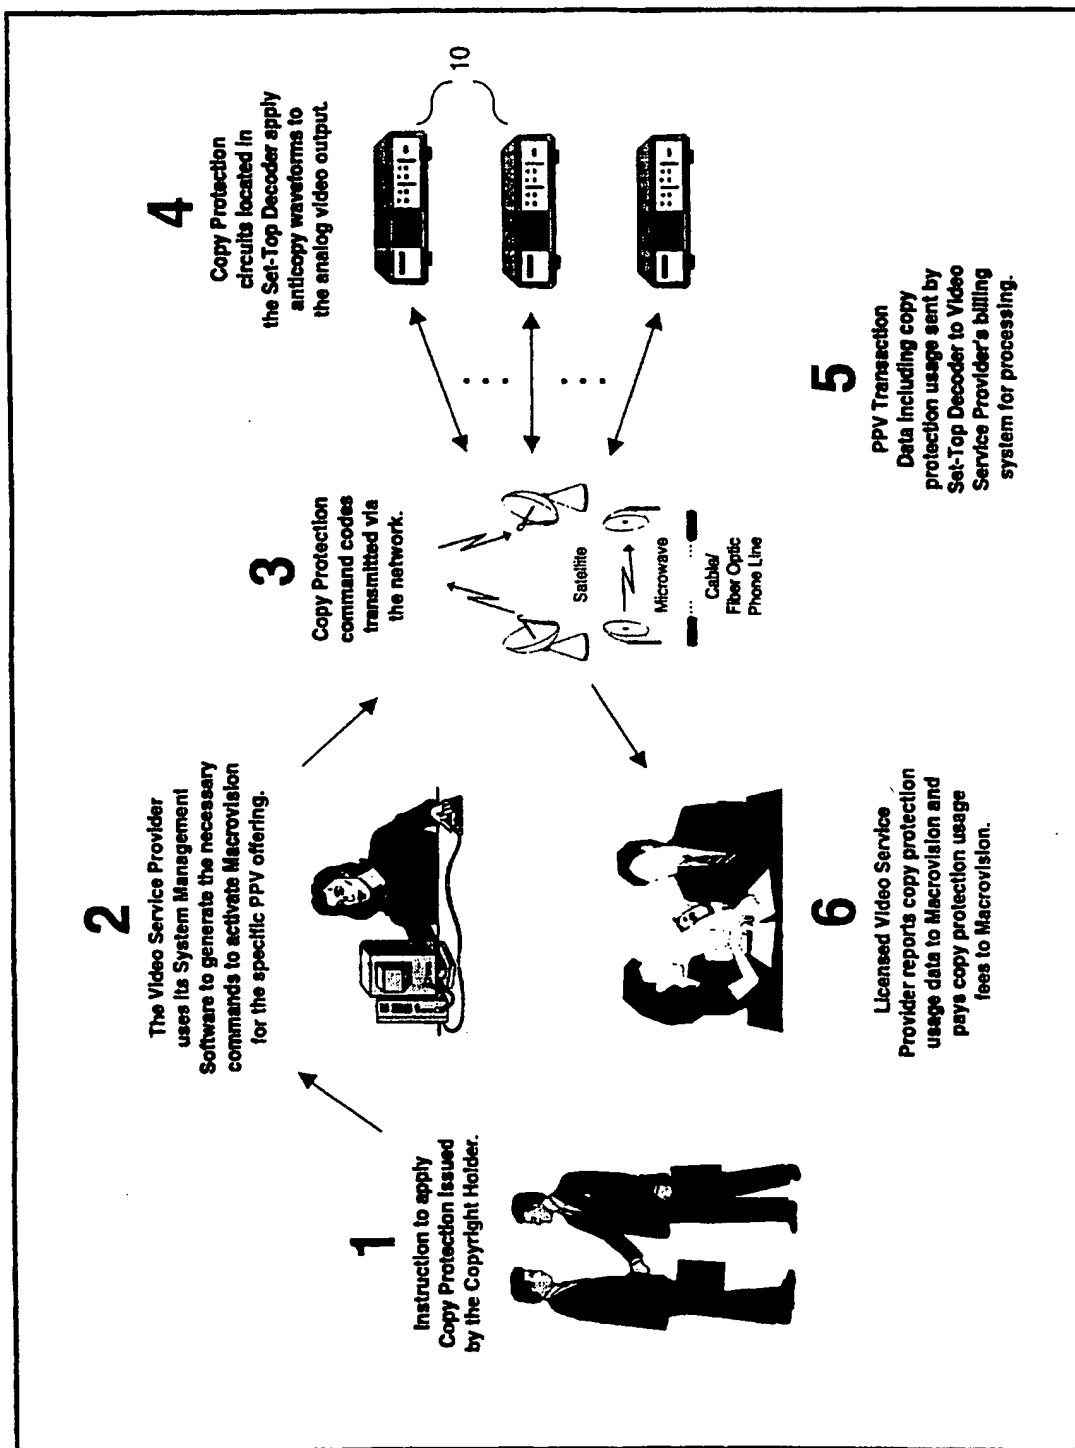 1
Instruction to apply
Copy Protection issued
by the Copyright Holder.
2
The Video Service Provider
uses its System Management
Software to generate the necessary
commands to activate Macrovision
for the specific PPV offering.
3
Copy Protection
command codes
transmitted via
the network.
Satellite
Microwave
Cable/
Fiber Optic
Phone Line
4
Copy Protection
circuits located in
the Set-Top Decoder apply
anticopy waveforms to
the analog video output.
10
5
PPV Transaction
Data including copy
protection usage sent by
Set-Top Decoder to Video
Service Provider's billing
system for processing.
6
Licensed Video Service
Provider reports copy protection
usage data to Macrovision and
pays copy protection usage
fees to Macrovision.